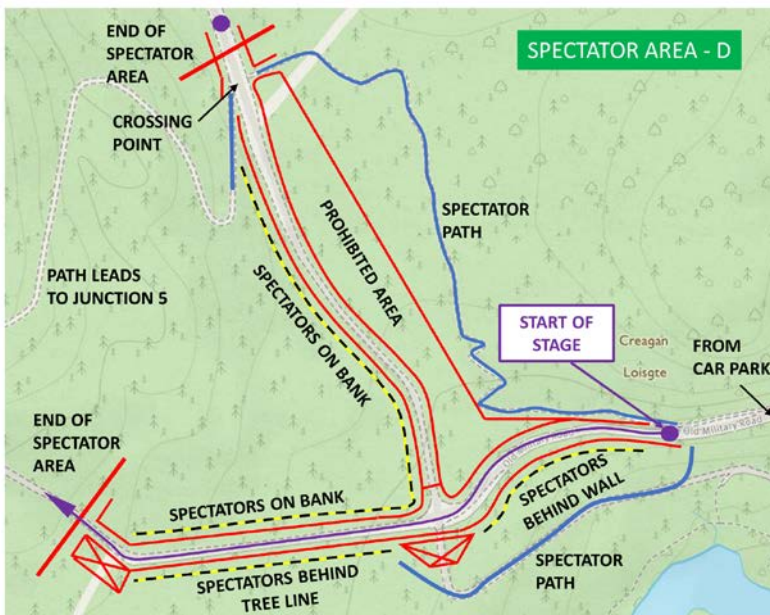 END OF
SPECTATOR
AREA
SPECTATOR AREA - D
CROSSING
POINT
SPECTATOR
PATH
PROHIBITED AREA
PATH LEADS
TO JUNCTION 5
SPECTATORS ON BANK
START OF
STAGE
Creagan
Loisgte
FROM
CAR PARK
Old Military Road
Old Military
END OF
SPECTATOR
AREA
SPECTATORS ON BANK
SPECTATORS
BEHIND WALL
SPECTATORS BEHIND
TREE LINE
SPECTATOR
PATH